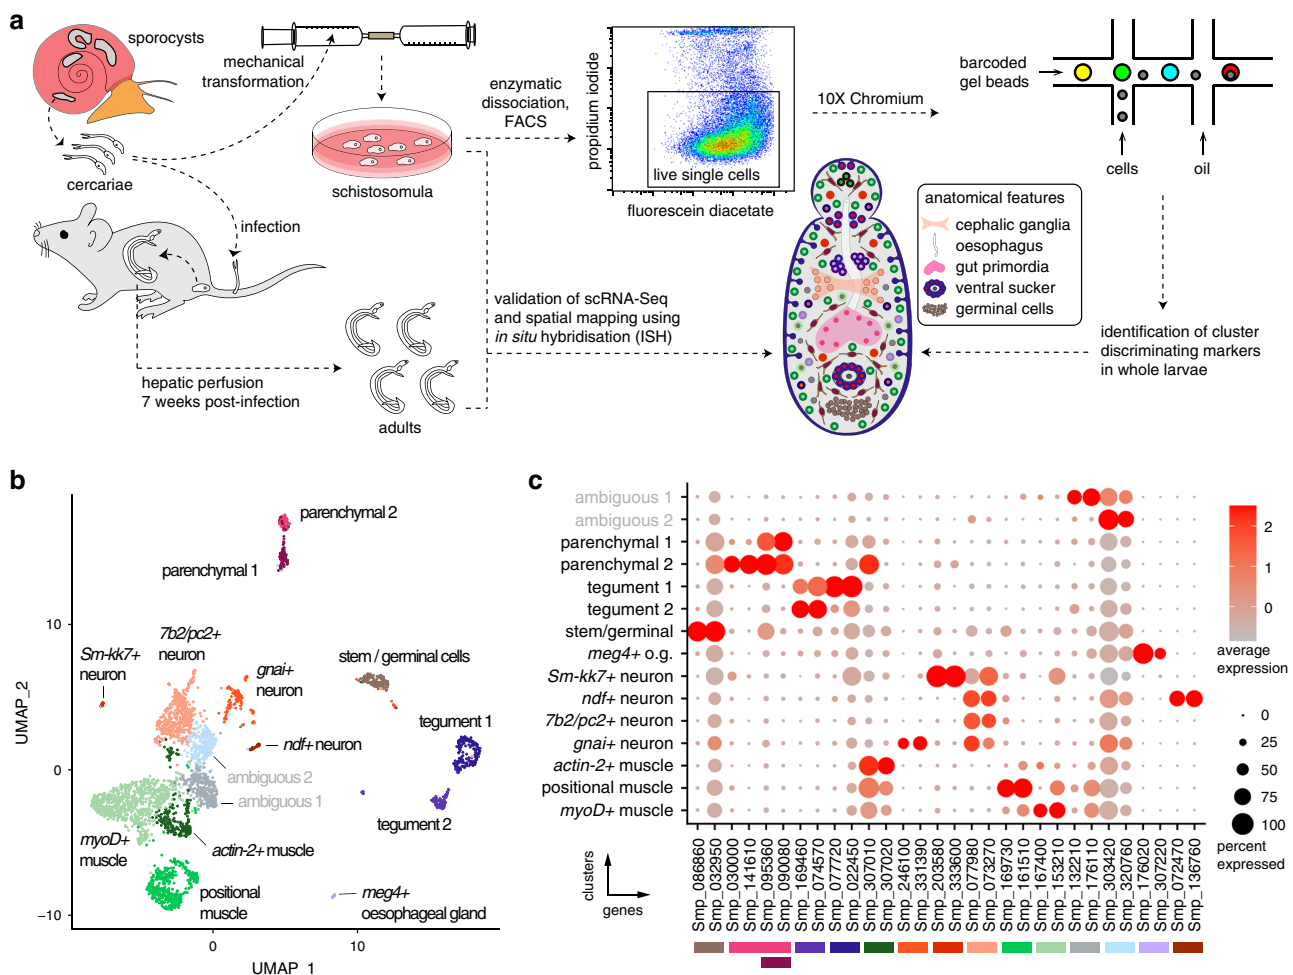 a
sporocysts
mechanical
transformation
cercariae
schistosomula
enzymatic
dissociation,
FACS
propidium iodide
live single cells
fluorescein diacetate
10X Chromium
barcoded
gel beads
cells
oil
infection
hepatic perfusion
7 weeks post-infection
adults
validation of scRNA-Seq
and spatial mapping using
in situ hybridisation (ISH)
anatomical features
cephalic ganglia
oesophagus
gut primordia
ventral sucker
germinal cells
identification of cluster
discriminating markers
in whole larvae
b
parenchymal 2
parenchymal 1
7b2/pc2+
neuron
Sm-kk7+
neuron
gnai+
neuron
stem / germinal cells
tegument 1
ndf+ neuron
ambiguous 2
ambiguous 1
tegument 2
myoD+
muscle
actin-2+ muscle
positional
muscle
meg4+
oesophageal gland
10
0
−10
0
10
UMAP_2
UMAP_1
c
ambiguous 1
ambiguous 2
parenchymal 1
parenchymal 2
tegument 1
tegument 2
stem/germinal
meg4+ o.g.
Sm-kk7+ neuron
ndf+ neuron
7b2/pc2+ neuron
gnai+ neuron
actin-2+ muscle
positional muscle
myoD+ muscle
clusters
genes
Smp_086860
Smp_032950
Smp_030000
Smp_141610
Smp_095360
Smp_090080
Smp_169460
Smp_074570
Smp_077720
Smp_022450
Smp_307010
Smp_307020
Smp_246100
Smp_331390
Smp_203580
Smp_333600
Smp_077980
Smp_073270
Smp_169730
Smp_161510
Smp_167400
Smp_153210
Smp_132210
Smp_176110
Smp_303420
Smp_320760
Smp_176020
Smp_307220
Smp_072470
Smp_136760
2
1
0
average
expression
0
25
50
75
100
percent
expressed